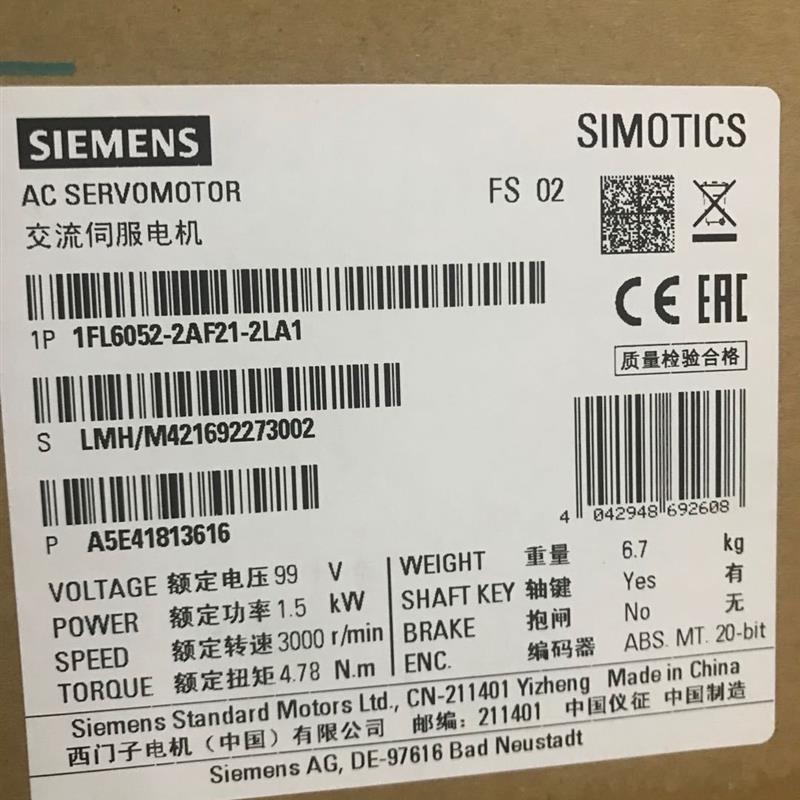 SIEMENS
SIMOTICS
AC SERVOMOTOR
FS 02
交流伺服电机
CE EAC
1P 1FL6052-2AF21-2LA1
质量检验合格
S LMH/M421692273002
4 042948 692608
P A5E41813616
VOLTAGE 额定电压 99 V
POWER 额定功率 1.5 kW
SPEED 额定转速 3000 r/min
TORQUE 额定扭矩 4.78 N.m
WEIGHT 重量 6.7 kg
SHAFT KEY 轴键 Yes 有
BRAKE 抱闸 No 无
ENC. 编码器 ABS. MT. 20-bit
Siemens Standard Motors Ltd., CN-211401 Yizheng Made in China
西门子电机（中国）有限公司 邮编：211401 中国仪征 中国制造
Siemens AG, DE-97616 Bad Neustadt